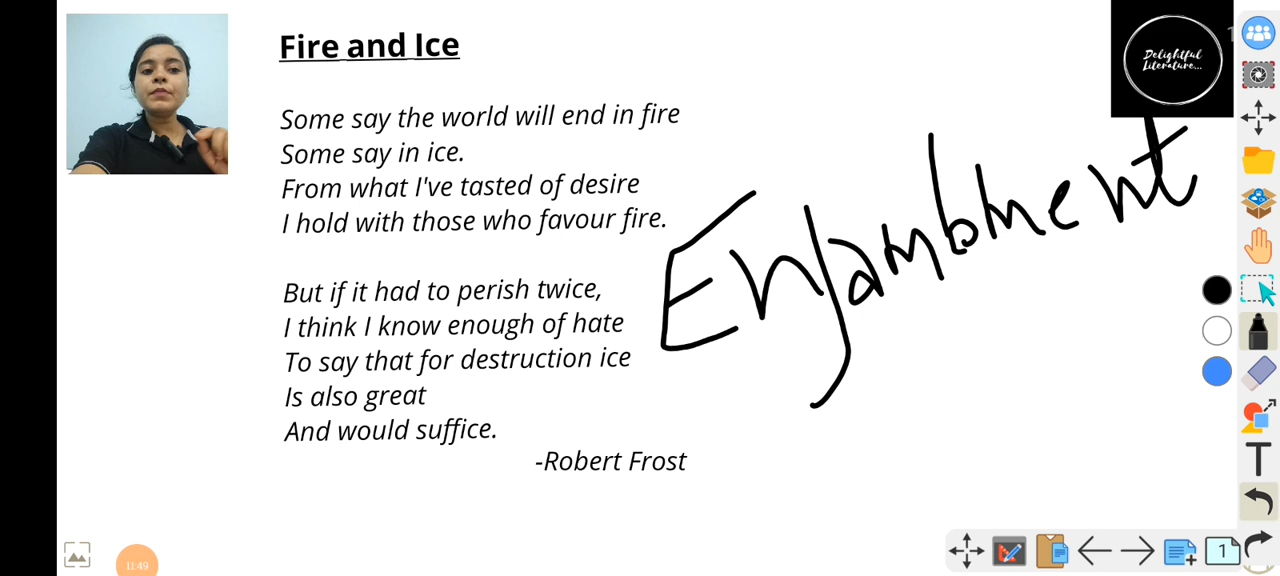 Fire and Ice
Delightful
Literature...
Some say the world will end in fire
Some say in ice.
From what I've tasted of desire
I hold with those who favour fire.
Enjambment
But if it had to perish twice,
I think I know enough of hate
To say that for destruction ice
Is also great
And would suffice.
-Robert Frost
11:49
1